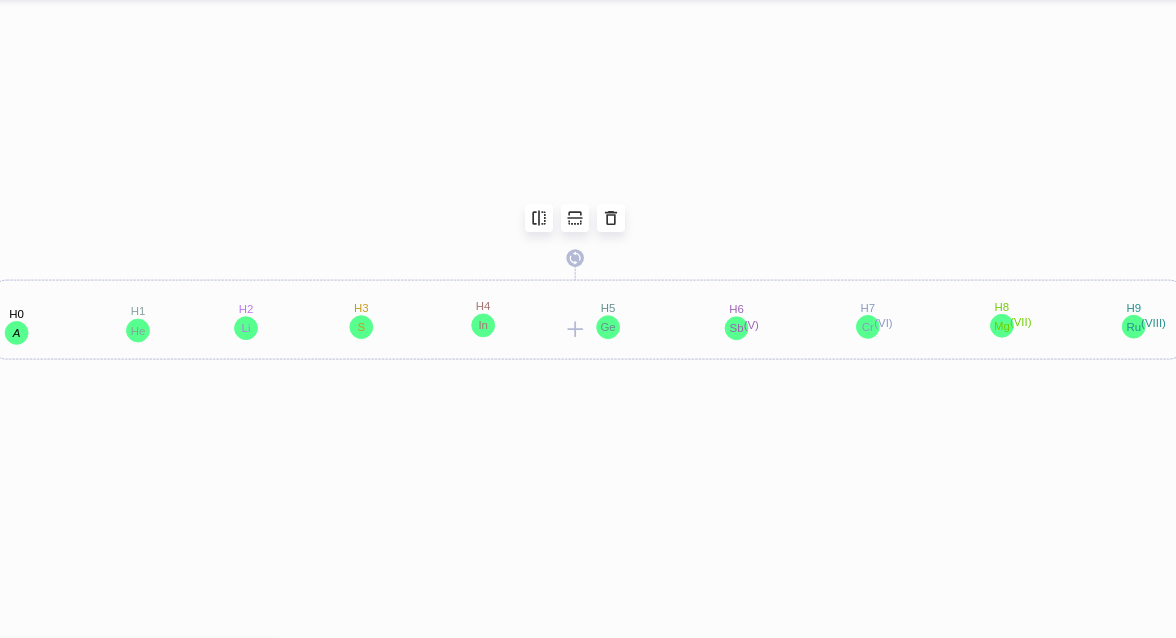 H0 H1 H2 H3 H4 H5 H6 H7 H8 H9
A He Li S In Ge Sb(V) Cr(VI) Mg(VII) Ru(VIII)